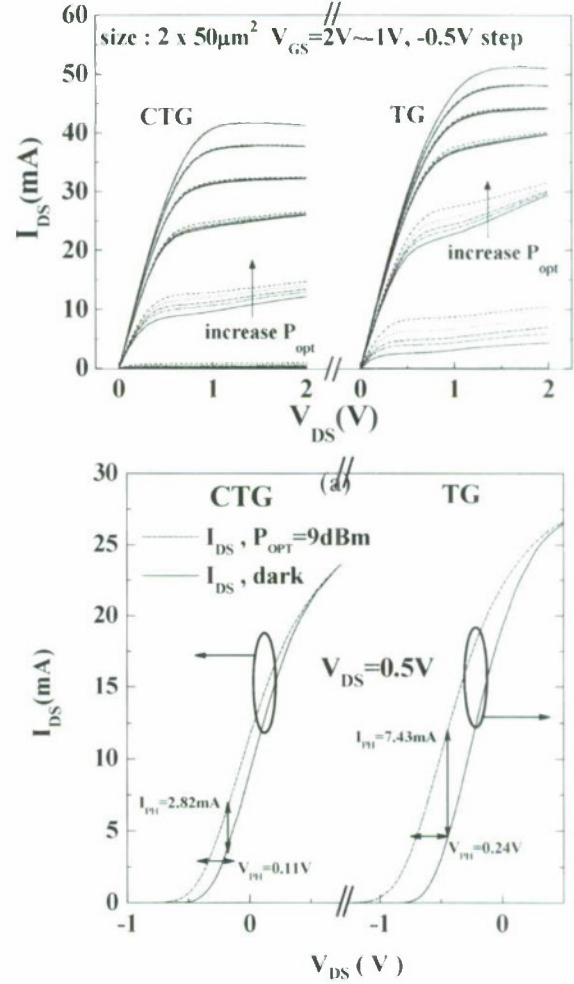 60
size : 2 x 50μm² V_GS=2V~-1V, -0.5V step
50
CTG
TG
40
30
20
10
0
I_DS(mA)
increase P_opt
increase P_opt
0 1 2 0 1 2
V_DS(V)
(a)
30
CTG
TG
I_DS , P_OPT=9dBm
I_DS , dark
25
20
15
10
5
0
I_DS(mA)
V_DS=0.5V
I_PH=7.43mA
I_PH=2.82mA
V_PH=0.11V
V_PH=0.24V
-1 0 -1 0
V_DS ( V )